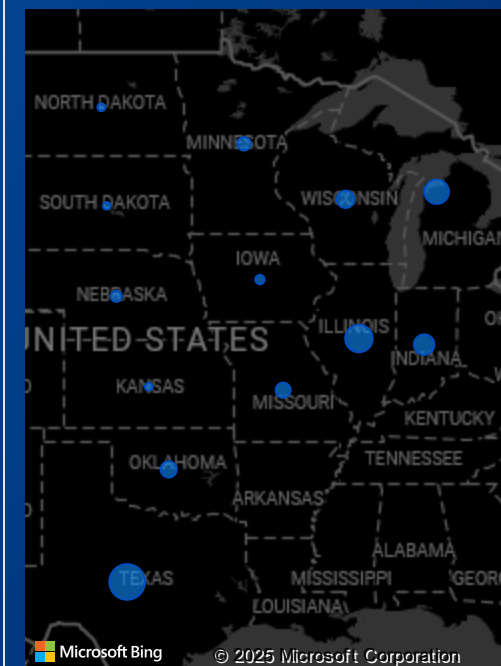 NORTH DAKOTA
MINNESOTA
SOUTH DAKOTA
WISCONSIN
MICHIGAN
IOWA
NEBRASKA
ILLINOIS
UNITED STATES
INDIANA
KANSAS
MISSOURI
KENTUCKY
OKLAHOMA
TENNESSEE
ARKANSAS
ALABAMA
TEXAS
MISSISSIPPI
GEOR
LOUISIANA
Microsoft Bing
© 2025 Microsoft Corporation